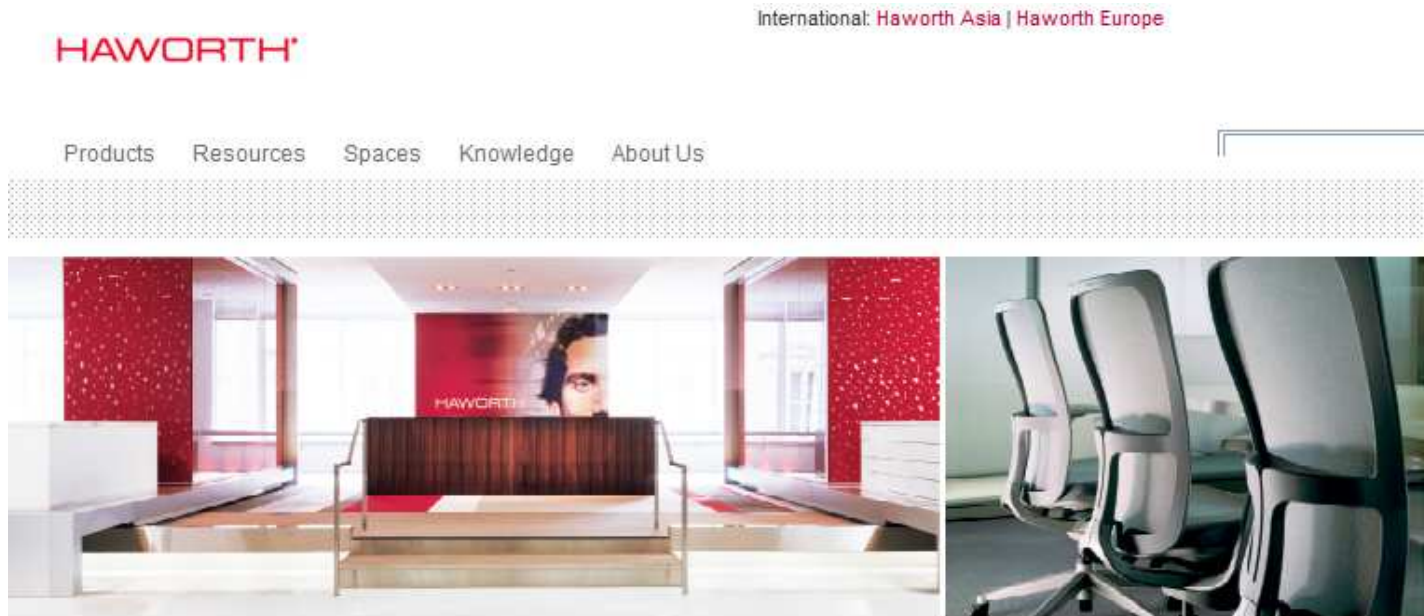 International: Haworth Asia | Haworth Europe
HAWORTH
Products Resources Spaces Knowledge About Us
HAWORTH